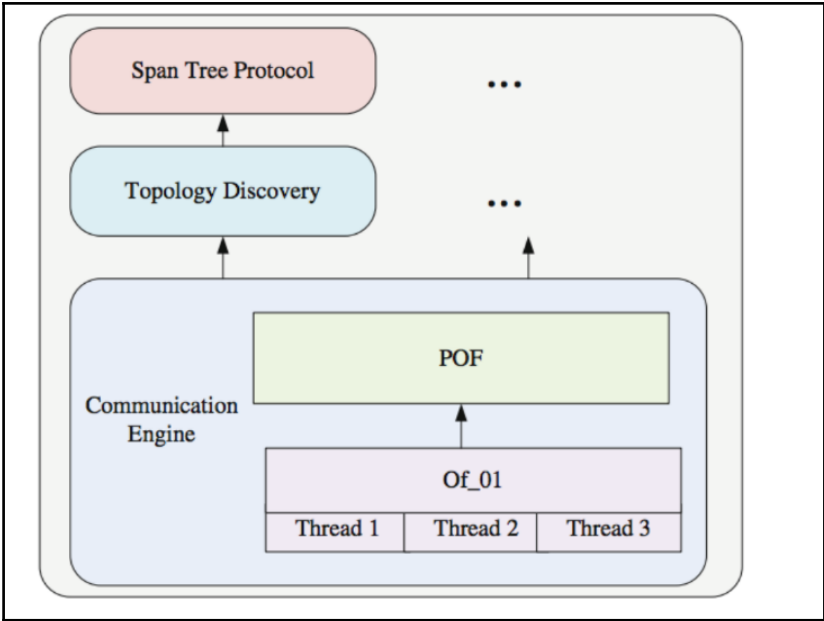 Span Tree Protocol
...
Topology Discovery
...
POF
Communication
Engine
Of_01
Thread 1
Thread 2
Thread 3